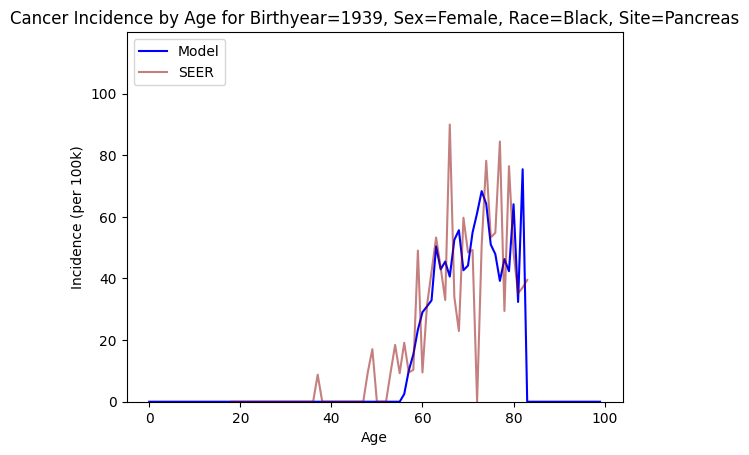 Cancer Incidence by Age for Birthyear=1939, Sex=Female, Race=Black, Site=Pancreas
Model
SEER
Incidence (per 100k)
100
80
60
40
20
0
0 20 40 60 80 100
Age